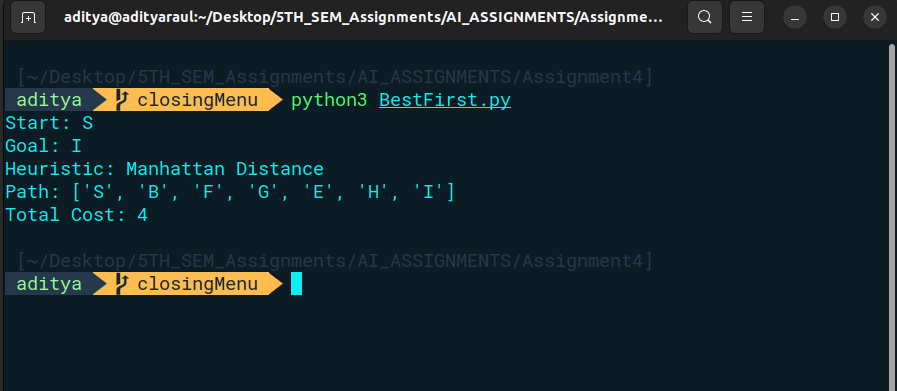 aditya@adityaraul:~/Desktop/5TH_SEM_Assignments/AI_ASSIGNMENTS/Assignme...
[~/Desktop/5TH_SEM_Assignments/AI_ASSIGNMENTS/Assignment4]
aditya closingMenu python3 BestFirst.py
Start: S
Goal: I
Heuristic: Manhattan Distance
Path: ['S', 'B', 'F', 'G', 'E', 'H', 'I']
Total Cost: 4
[~/Desktop/5TH_SEM_Assignments/AI_ASSIGNMENTS/Assignment4]
aditya closingMenu